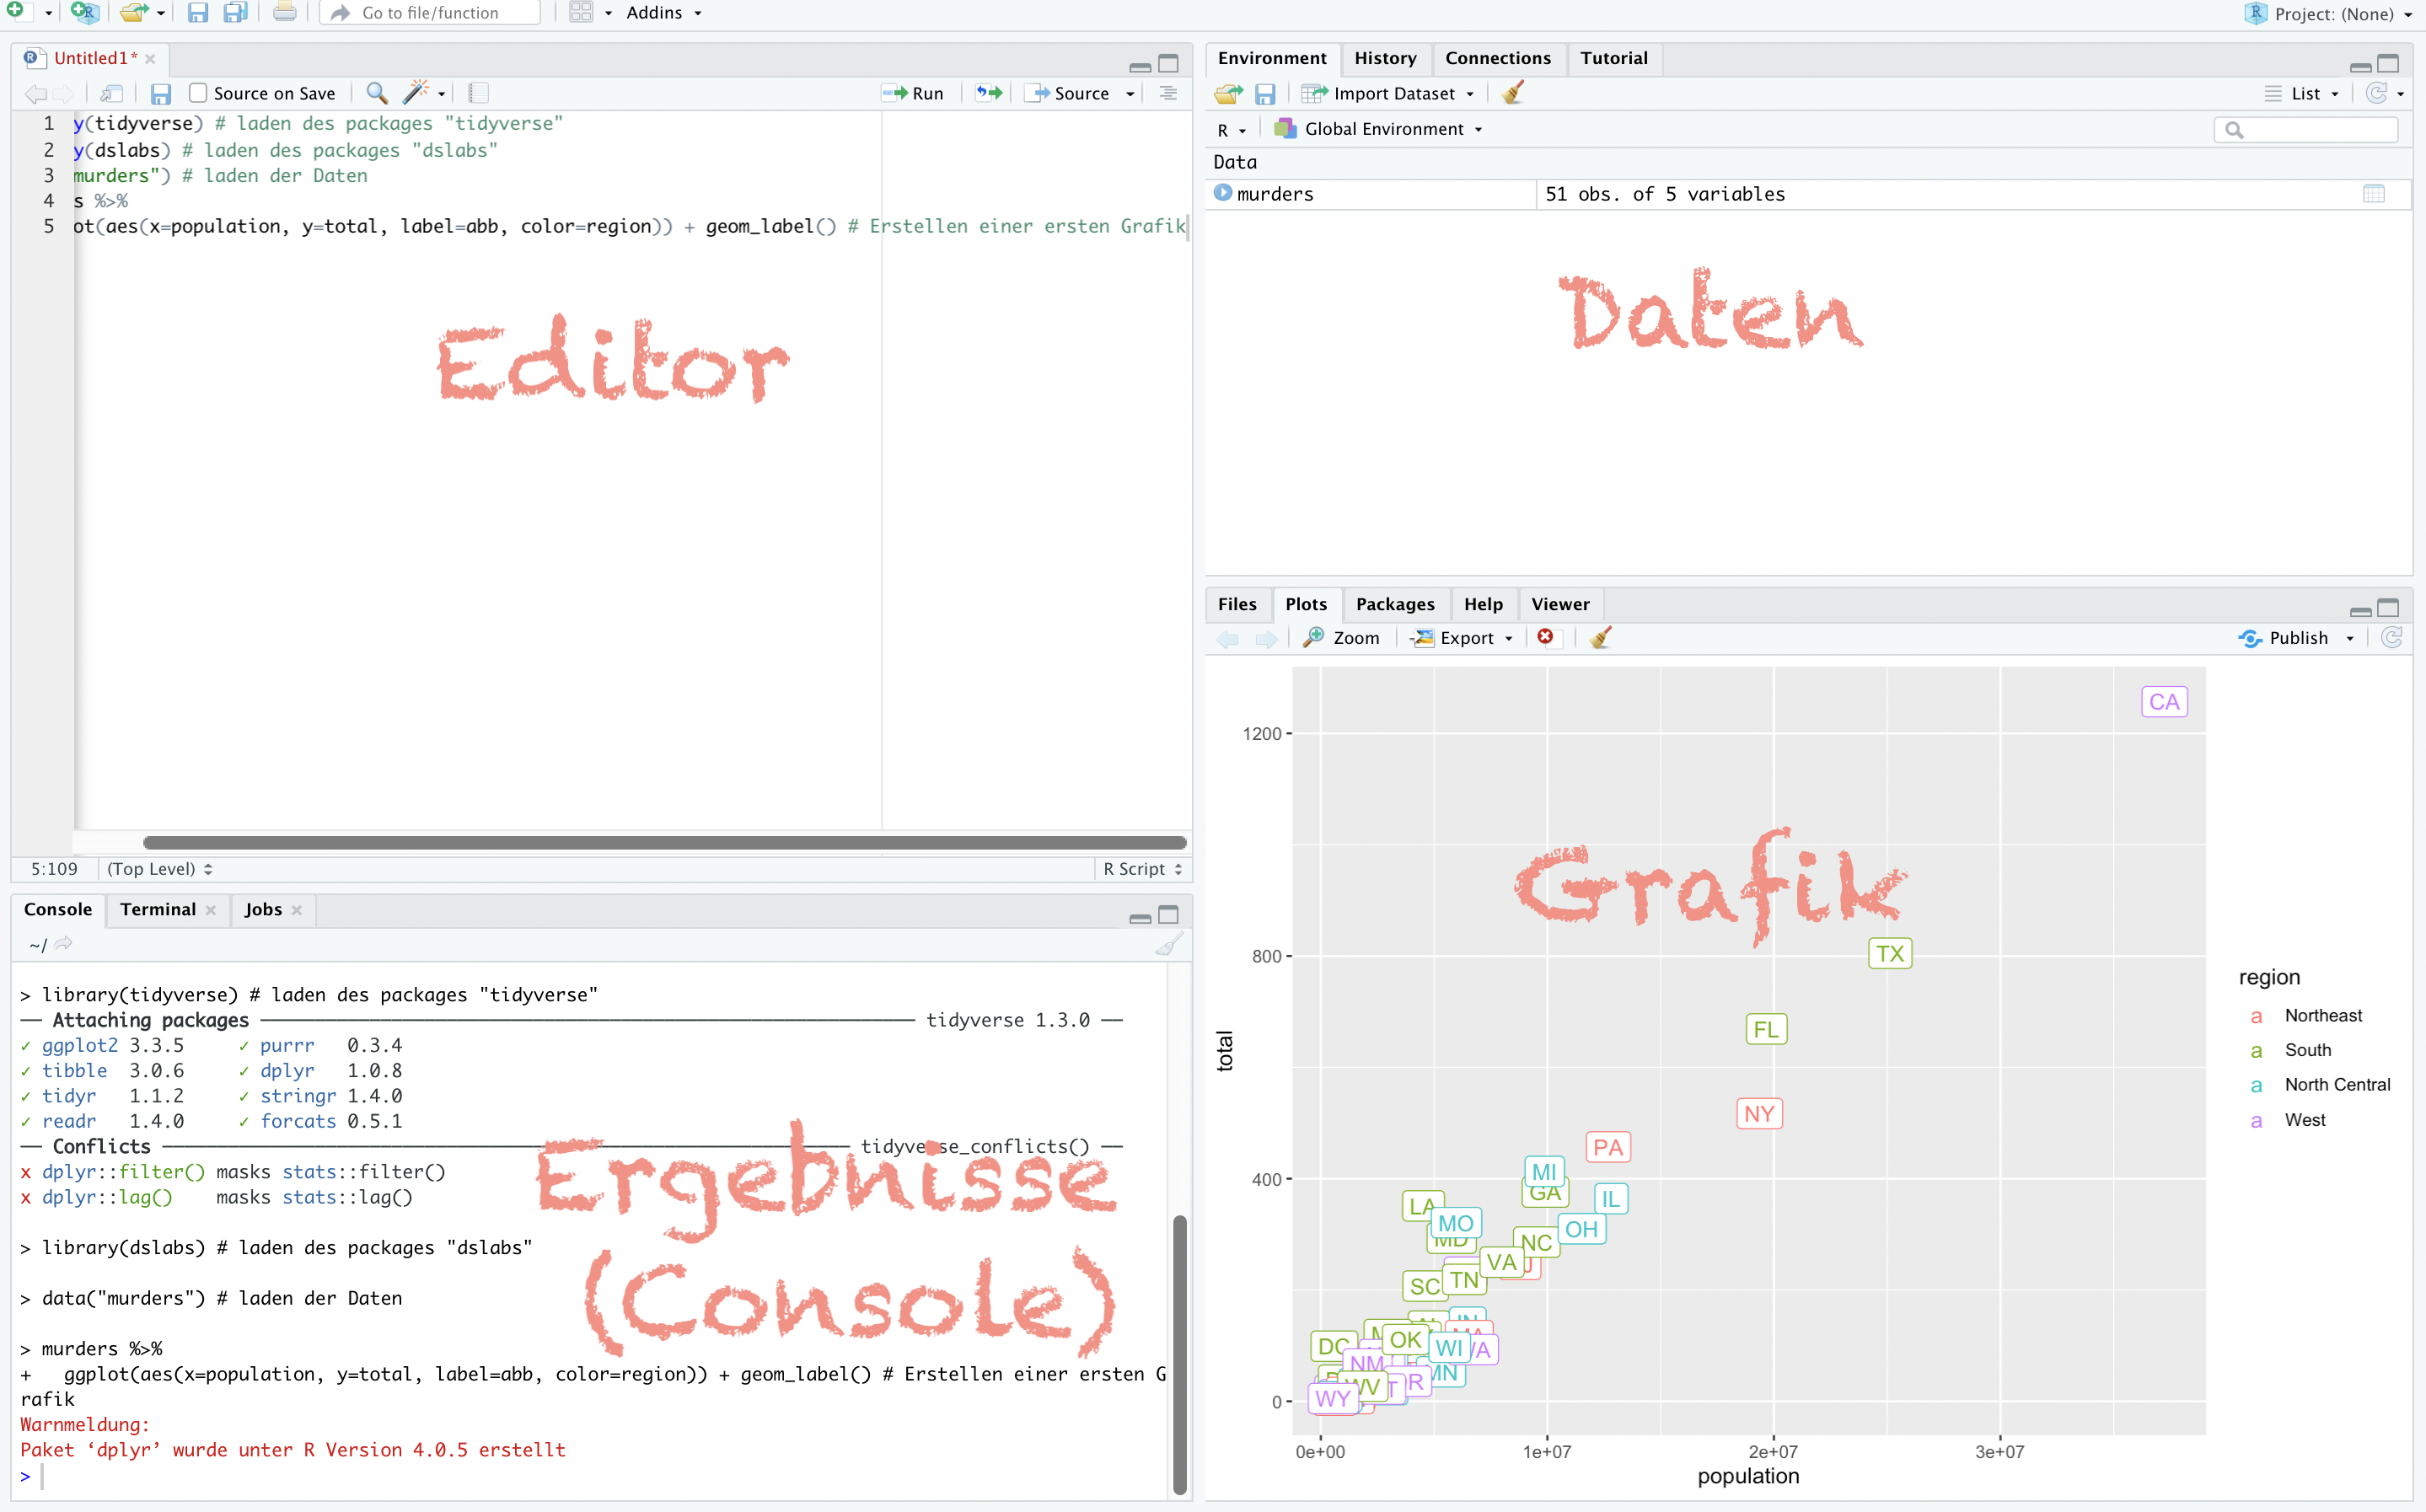 Go to file/function Addins Project: (None)
Untitled1*
Source on Save Run Source
1 y(tidyverse) # laden des packages "tidyverse"
2 y(dslabs) # laden des packages "dslabs"
3 murders") # laden der Daten
4 s %>%
5 ot(aes(x=population, y=total, label=abb, color=region)) + geom_label() # Erstellen einer ersten Grafik
Editor
5:109 (Top Level) R Script
Console Terminal Jobs
~/
> library(tidyverse) # laden des packages "tidyverse"
── Attaching packages ── tidyverse 1.3.0 ──
✓ ggplot2 3.3.5 ✓ purrr 0.3.4
✓ tibble 3.0.6 ✓ dplyr 1.0.8
✓ tidyr 1.1.2 ✓ stringr 1.4.0
✓ readr 1.4.0 ✓ forcats 0.5.1
── Conflicts ── tidyverse_conflicts() ──
x dplyr::filter() masks stats::filter()
x dplyr::lag() masks stats::lag()
> library(dslabs) # laden des packages "dslabs"
> data("murders") # laden der Daten
> murders %>%
+ ggplot(aes(x=population, y=total, label=abb, color=region)) + geom_label() # Erstellen einer ersten G
rafik
Warnmeldung:
Paket ‘dplyr’ wurde unter R Version 4.0.5 erstellt
>
Ergebnisse
(Console)
Environment History Connections Tutorial
Import Dataset List
R Global Environment
Data
murders 51 obs. of 5 variables
Daten
Files Plots Packages Help Viewer
Zoom Export Publish
Grafik
CA
1200
800
TX
FL
NY
PA
MI
GA
400
IL
LA
MO
MD
OH
NC
VA
SC
TN
DC
OK
WI
NM
MN
WV
WY
0
0e+00 1e+07 2e+07 3e+07
population
total
region
a Northeast
a South
a North Central
a West